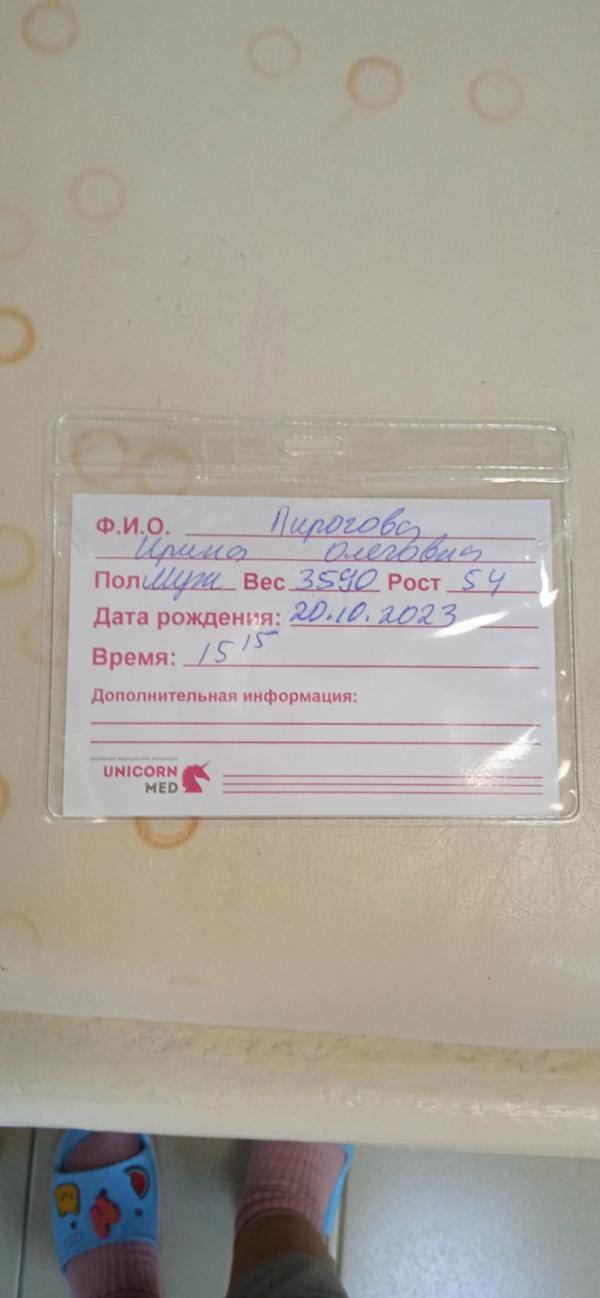 Ф.И.О. Пирогова
Ирина Олеговна
Пол Муж Вес 3590 Рост 54
Дата рождения: 20.10.2023
Время: 15 15
Дополнительная информация:
UNICORN
MED